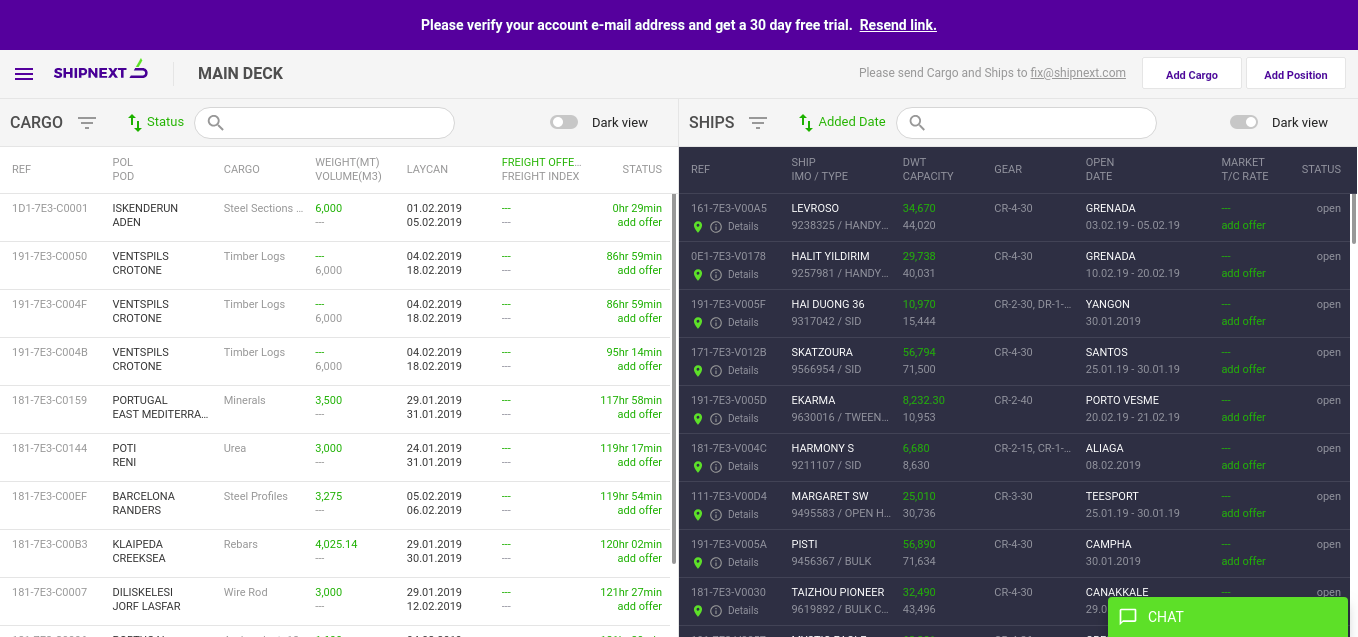 Please verify your account e-mail address and get a 30 day free trial. Resend link.
SHIPNEXT
MAIN DECK
Please send Cargo and Ships to fix@shipnext.com
Add Cargo
Add Position
CARGO
Status
Dark view
REF
POL
POD
CARGO
WEIGHT(MT)
VOLUME(M3)
LAYCAN
FREIGHT OFFE...
FREIGHT INDEX
STATUS
1D1-7E3-C0001 ISKENDERUN Steel Sections ... 6,000 01.02.2019 --- 0hr 29min
ADEN --- 05.02.2019 --- add offer
191-7E3-C0050 VENTSPILS Timber Logs --- 04.02.2019 --- 86hr 59min
CROTONE 6,000 18.02.2019 --- add offer
191-7E3-C004F VENTSPILS Timber Logs --- 04.02.2019 --- 86hr 59min
CROTONE 6,000 18.02.2019 --- add offer
191-7E3-C004B VENTSPILS Timber Logs --- 04.02.2019 --- 95hr 14min
CROTONE 6,000 18.02.2019 --- add offer
181-7E3-C0159 PORTUGAL Minerals 3,500 29.01.2019 --- 117hr 58min
EAST MEDITERRA... --- 31.01.2019 --- add offer
181-7E3-C0144 POTI Urea 3,000 24.01.2019 --- 119hr 17min
RENI --- 31.01.2019 --- add offer
181-7E3-C00EF BARCELONA Steel Profiles 3,275 05.02.2019 --- 119hr 54min
RANDERS --- 06.02.2019 --- add offer
181-7E3-C00B3 KLAIPEDA Rebars 4,025.14 29.01.2019 --- 120hr 02min
CREEKSEA --- 30.01.2019 --- add offer
181-7E3-C0007 DILISKELESI Wire Rod 3,000 29.01.2019 --- 121hr 27min
JORF LASFAR --- 12.02.2019 --- add offer
SHIPS
Added Date
Dark view
REF
SHIP
IMO / TYPE
DWT
CAPACITY
GEAR
OPEN
DATE
MARKET
T/C RATE
STATUS
161-7E3-V00A5 LEVROSO 34,670 CR-4-30 GRENADA --- open
Details 9238325 / HANDY... 44,020 03.02.19 - 05.02.19 add offer
0E1-7E3-V0178 HALIT YILDIRIM 29,738 CR-4-30 GRENADA --- open
Details 9257981 / HANDY... 40,031 10.02.19 - 20.02.19 add offer
191-7E3-V005F HAI DUONG 36 10,970 CR-2-30, DR-1-... YANGON --- open
Details 9317042 / SID 15,444 30.01.2019 add offer
171-7E3-V012B SKATZOURA 56,794 CR-4-30 SANTOS --- open
Details 9566954 / SID 71,500 25.01.19 - 31.01.19 add offer
191-7E3-V005D EKARMA 8,232.30 CR-2-40 PORTO VESME --- open
Details 9630016 / TWEEN... 10,953 20.02.19 - 21.02.19 add offer
181-7E3-V004C HARMONY S 6,680 CR-2-15, CR-1-... ALIAGA --- open
Details 9211107 / SID 8,630 08.02.2019 add offer
111-7E3-V00D4 MARGARET SW 25,010 CR-3-30 TEESPORT --- open
Details 9495583 / OPEN H... 30,736 25.01.19 - 30.01.19 add offer
191-7E3-V005A PISTI 56,890 CR-4-30 CAMPHA --- open
Details 9456367 / BULK 71,634 30.01.2019 add offer
181-7E3-V0030 TAIZHOU PIONEER 32,490 CR-4-30 CANAKKALE --- open
Details 9619892 / BULK C... 43,496
CHAT